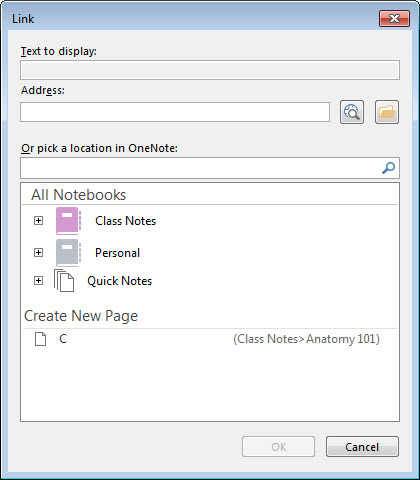 Link
Text to display:
Address:
Or pick a location in OneNote:
All Notebooks
Class Notes
Personal
Quick Notes
Create New Page
C (Class Notes>Anatomy 101)
OK Cancel